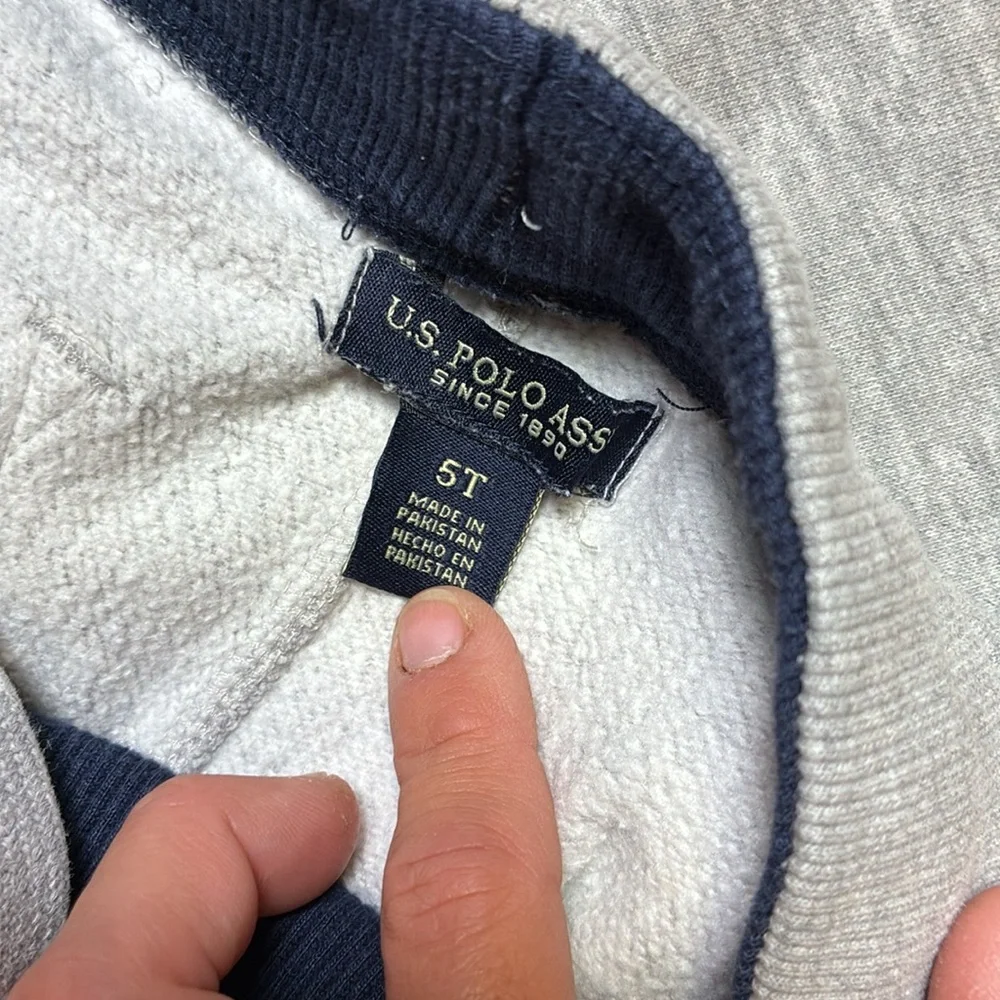 U.S. POLO ASS
SINCE 1890
5T
MADE IN
PAKISTAN
HECHO EN
PAKISTAN